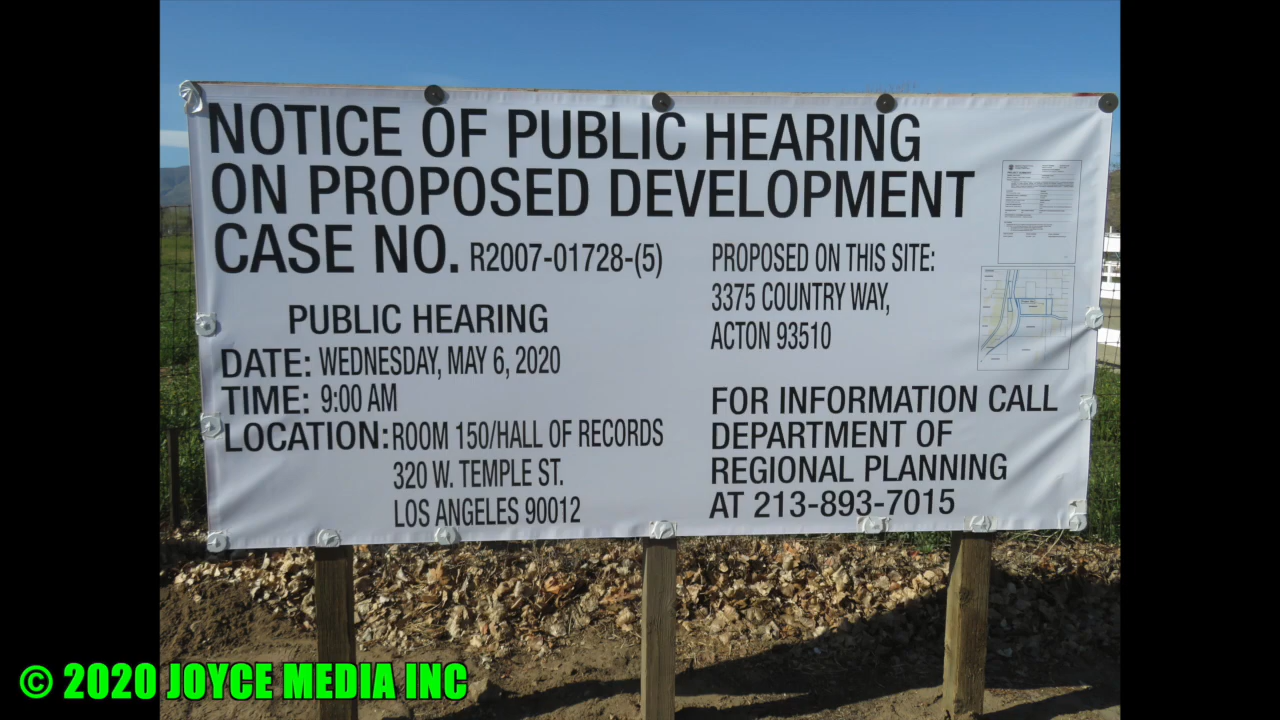 NOTICE OF PUBLIC HEARING
ON PROPOSED DEVELOPMENT
CASE NO. R2007-01728-(5)
PUBLIC HEARING
DATE: WEDNESDAY, MAY 6, 2020
TIME: 9:00 AM
LOCATION: ROOM 150/HALL OF RECORDS
320 W. TEMPLE ST.
LOS ANGELES 90012
PROPOSED ON THIS SITE:
3375 COUNTRY WAY,
ACTON 93510
FOR INFORMATION CALL
DEPARTMENT OF
REGIONAL PLANNING
AT 213-893-7015
© 2020 JOYCE MEDIA INC